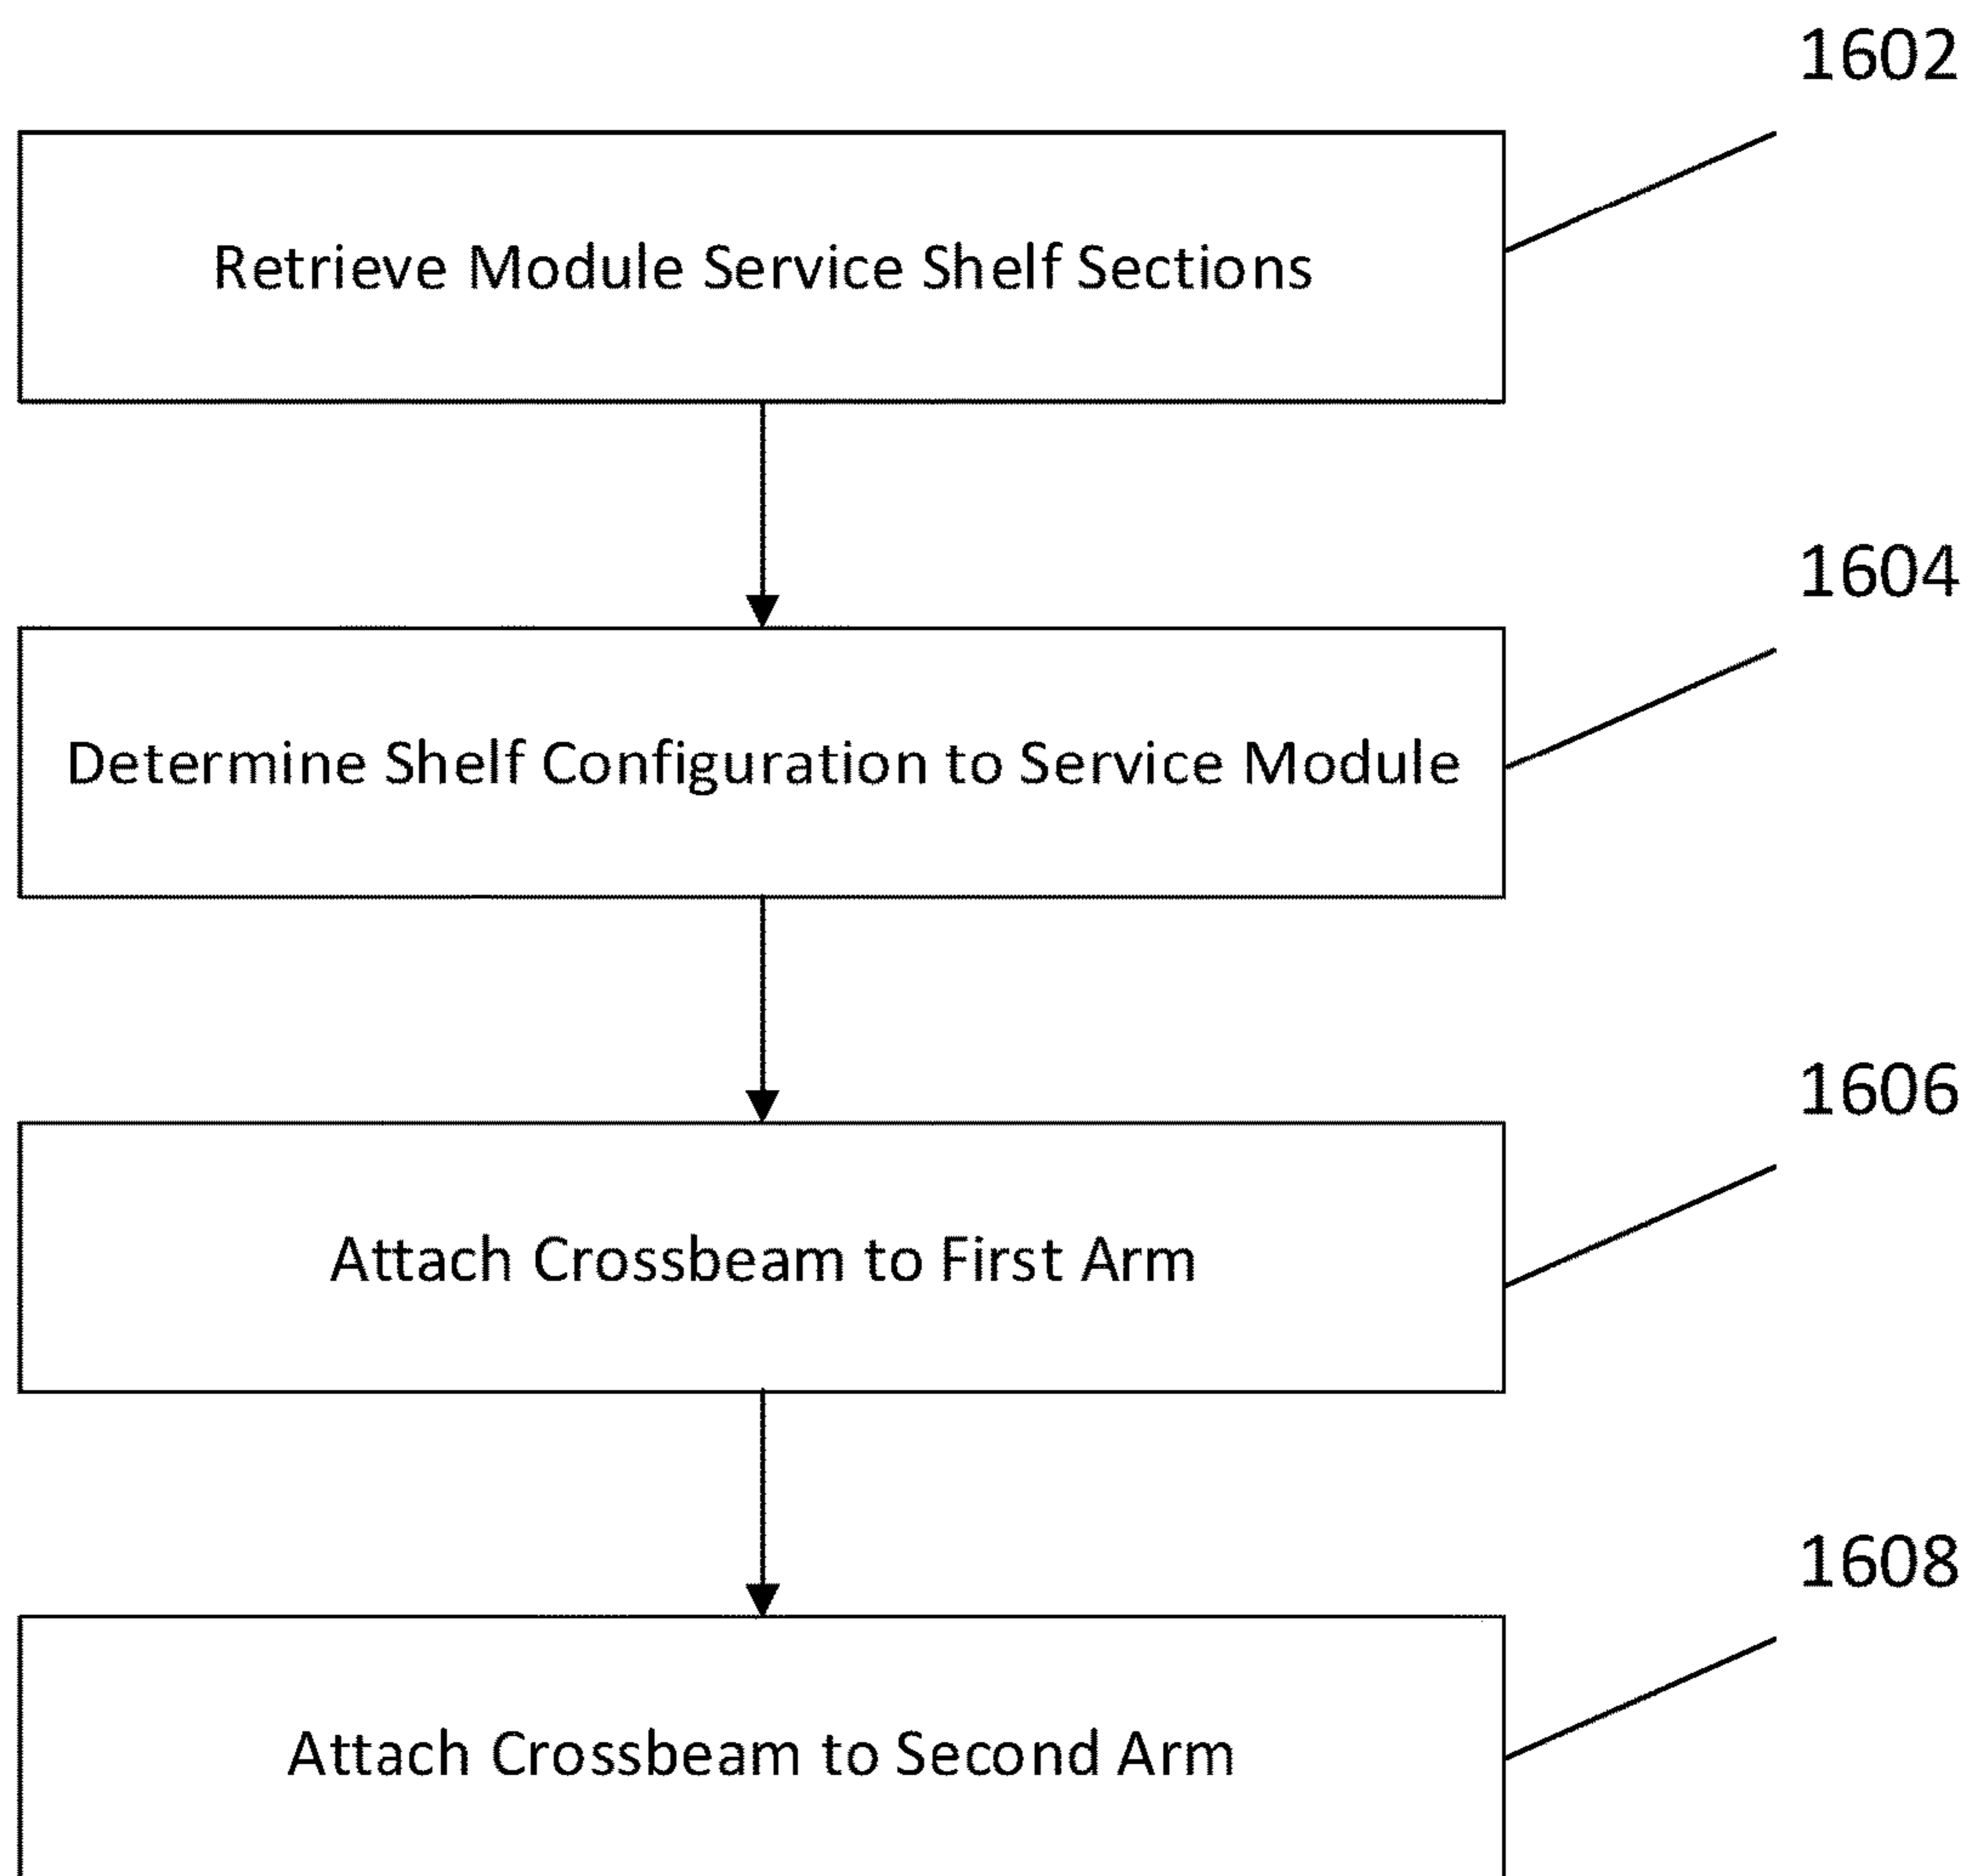 1602
Retrieve Module Service Shelf Sections
1604
Determine Shelf Configuration to Service Module
1606
Attach Crossbeam to First Arm
1608
Attach Crossbeam to Second Arm